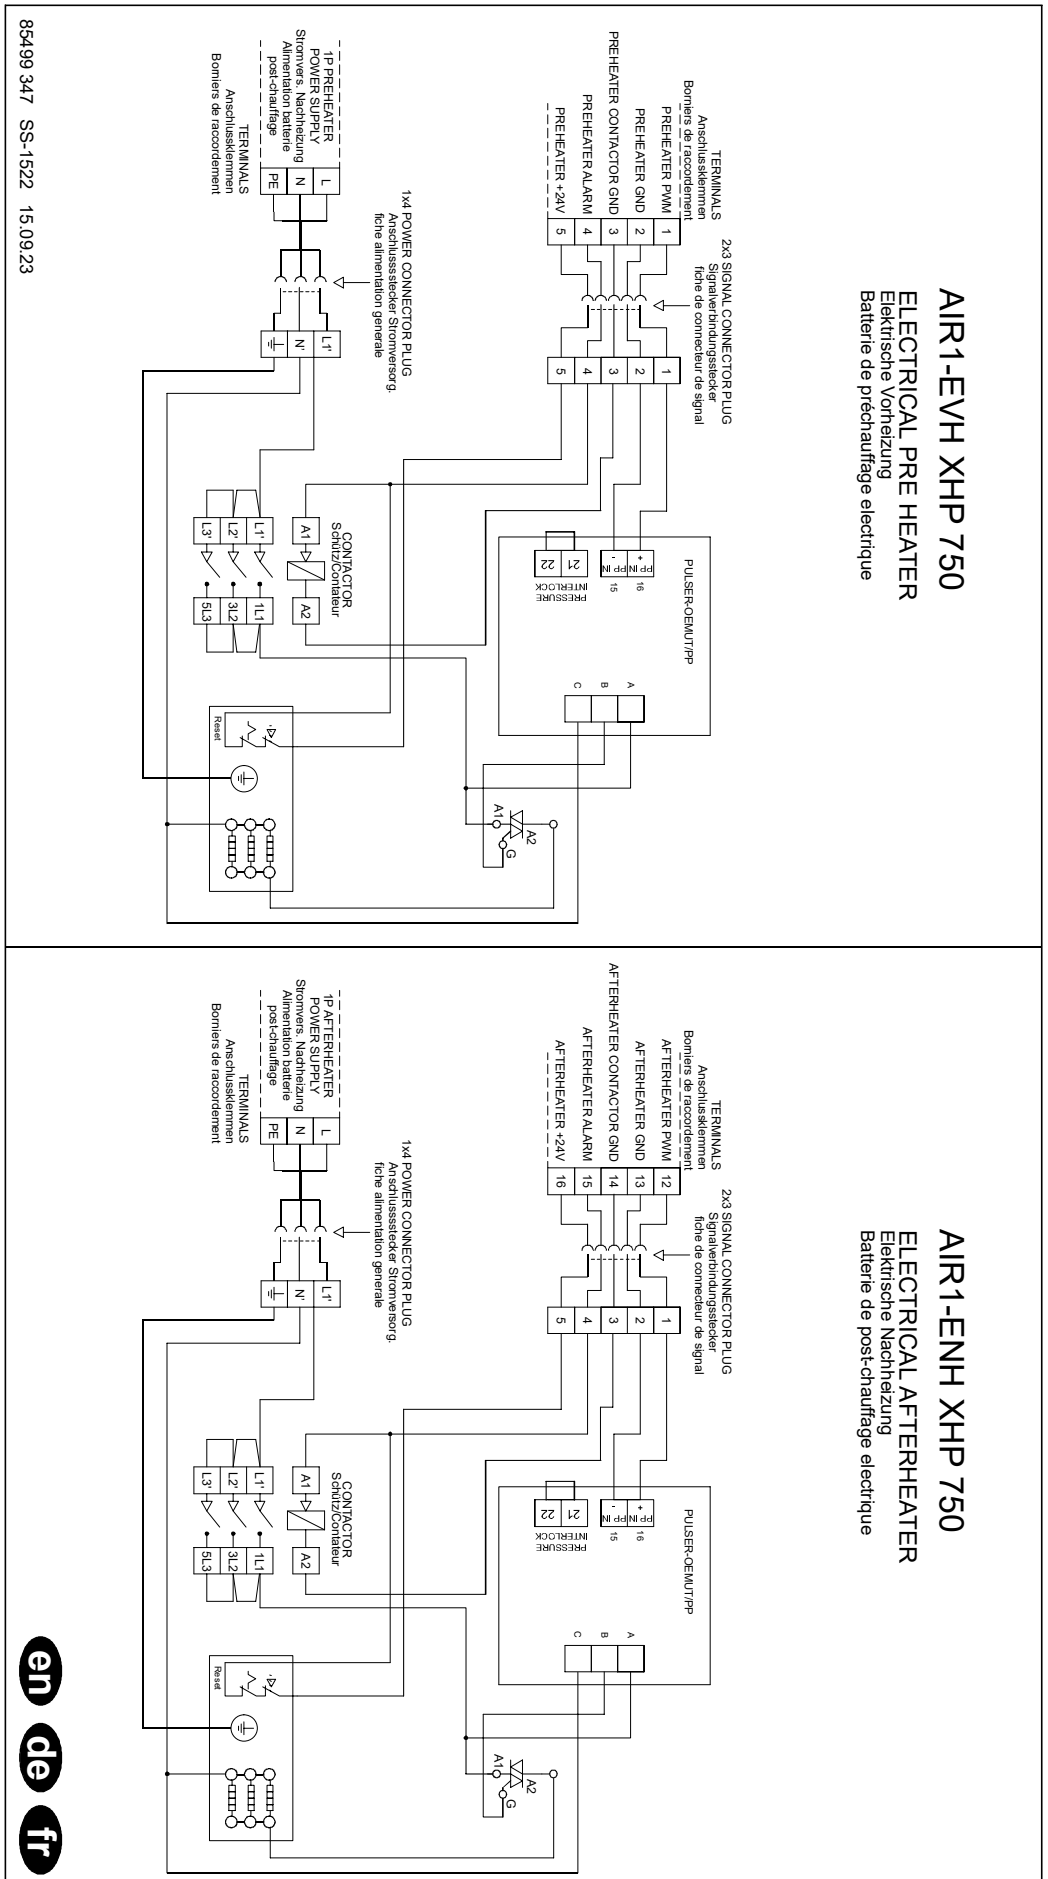 AIR1-EVH XHP 750
ELECTRICAL PRE HEATER
Elektrische Vorheizung
Batterie de préchauffage electrique
TERMINALS
Anschlussklemmen
Borniers de raccordement
PREHEATER PWM
PREHEATER GND
PREHEATER CONTACTOR GND
PREHEATER ALARM
PREHEATER +24V
1
2
3
4
5
2x3 SIGNAL CONNECTOR PLUG
Signalverbindungsstecker
fiche de connecteur de signal
1
2
3
4
5
PULSER-OEMUT/PP
PP IN +
PP IN -
16
15
21
22
PRESSURE
INTERLOCK
A
B
C
A1
A2
G
1P PREHEATER
POWER SUPPLY
Stromvers. Nachheizung
Alimentation batterie
post-chauffage
L
N
PE
TERMINALS
Anschlussklemmen
Borniers de raccordement
1x4 POWER CONNECTOR PLUG
Anschlussssstecker Stromversorg.
fiche alimentation generale
L1'
N'
CONTACTOR
Schütz/Contateur
A1
A2
L1'
L2'
L3'
1L1
3L2
5L3
Reset
85499 347 SS-1522 15.09.23
AIR1-ENH XHP 750
ELECTRICAL AFTERHEATER
Elektrische Nachheizung
Batterie de post-chauffage electrique
TERMINALS
Anschlussklemmen
Borniers de raccordement
AFTERHEATER PWM
AFTERHEATER GND
AFTERHEATER CONTACTOR GND
AFTERHEATER ALARM
AFTERHEATER +24V
12
13
14
15
16
2x3 SIGNAL CONNECTOR PLUG
Signalverbindungsstecker
fiche de connecteur de signal
1
2
3
4
5
PULSER-OEMUT/PP
PP IN +
PP IN -
16
15
21
22
PRESSURE
INTERLOCK
A
B
C
A1
A2
G
1P AFTERHEATER
POWER SUPPLY
Stromvers. Nachheizung
Alimentation batterie
post-chauffage
L
N
PE
TERMINALS
Anschlussklemmen
Borniers de raccordement
1x4 POWER CONNECTOR PLUG
Anschlussssstecker Stromversorg.
fiche alimentation generale
L1'
N'
CONTACTOR
Schütz/Contateur
A1
A2
L1'
L2'
L3'
1L1
3L2
5L3
Reset
en de fr